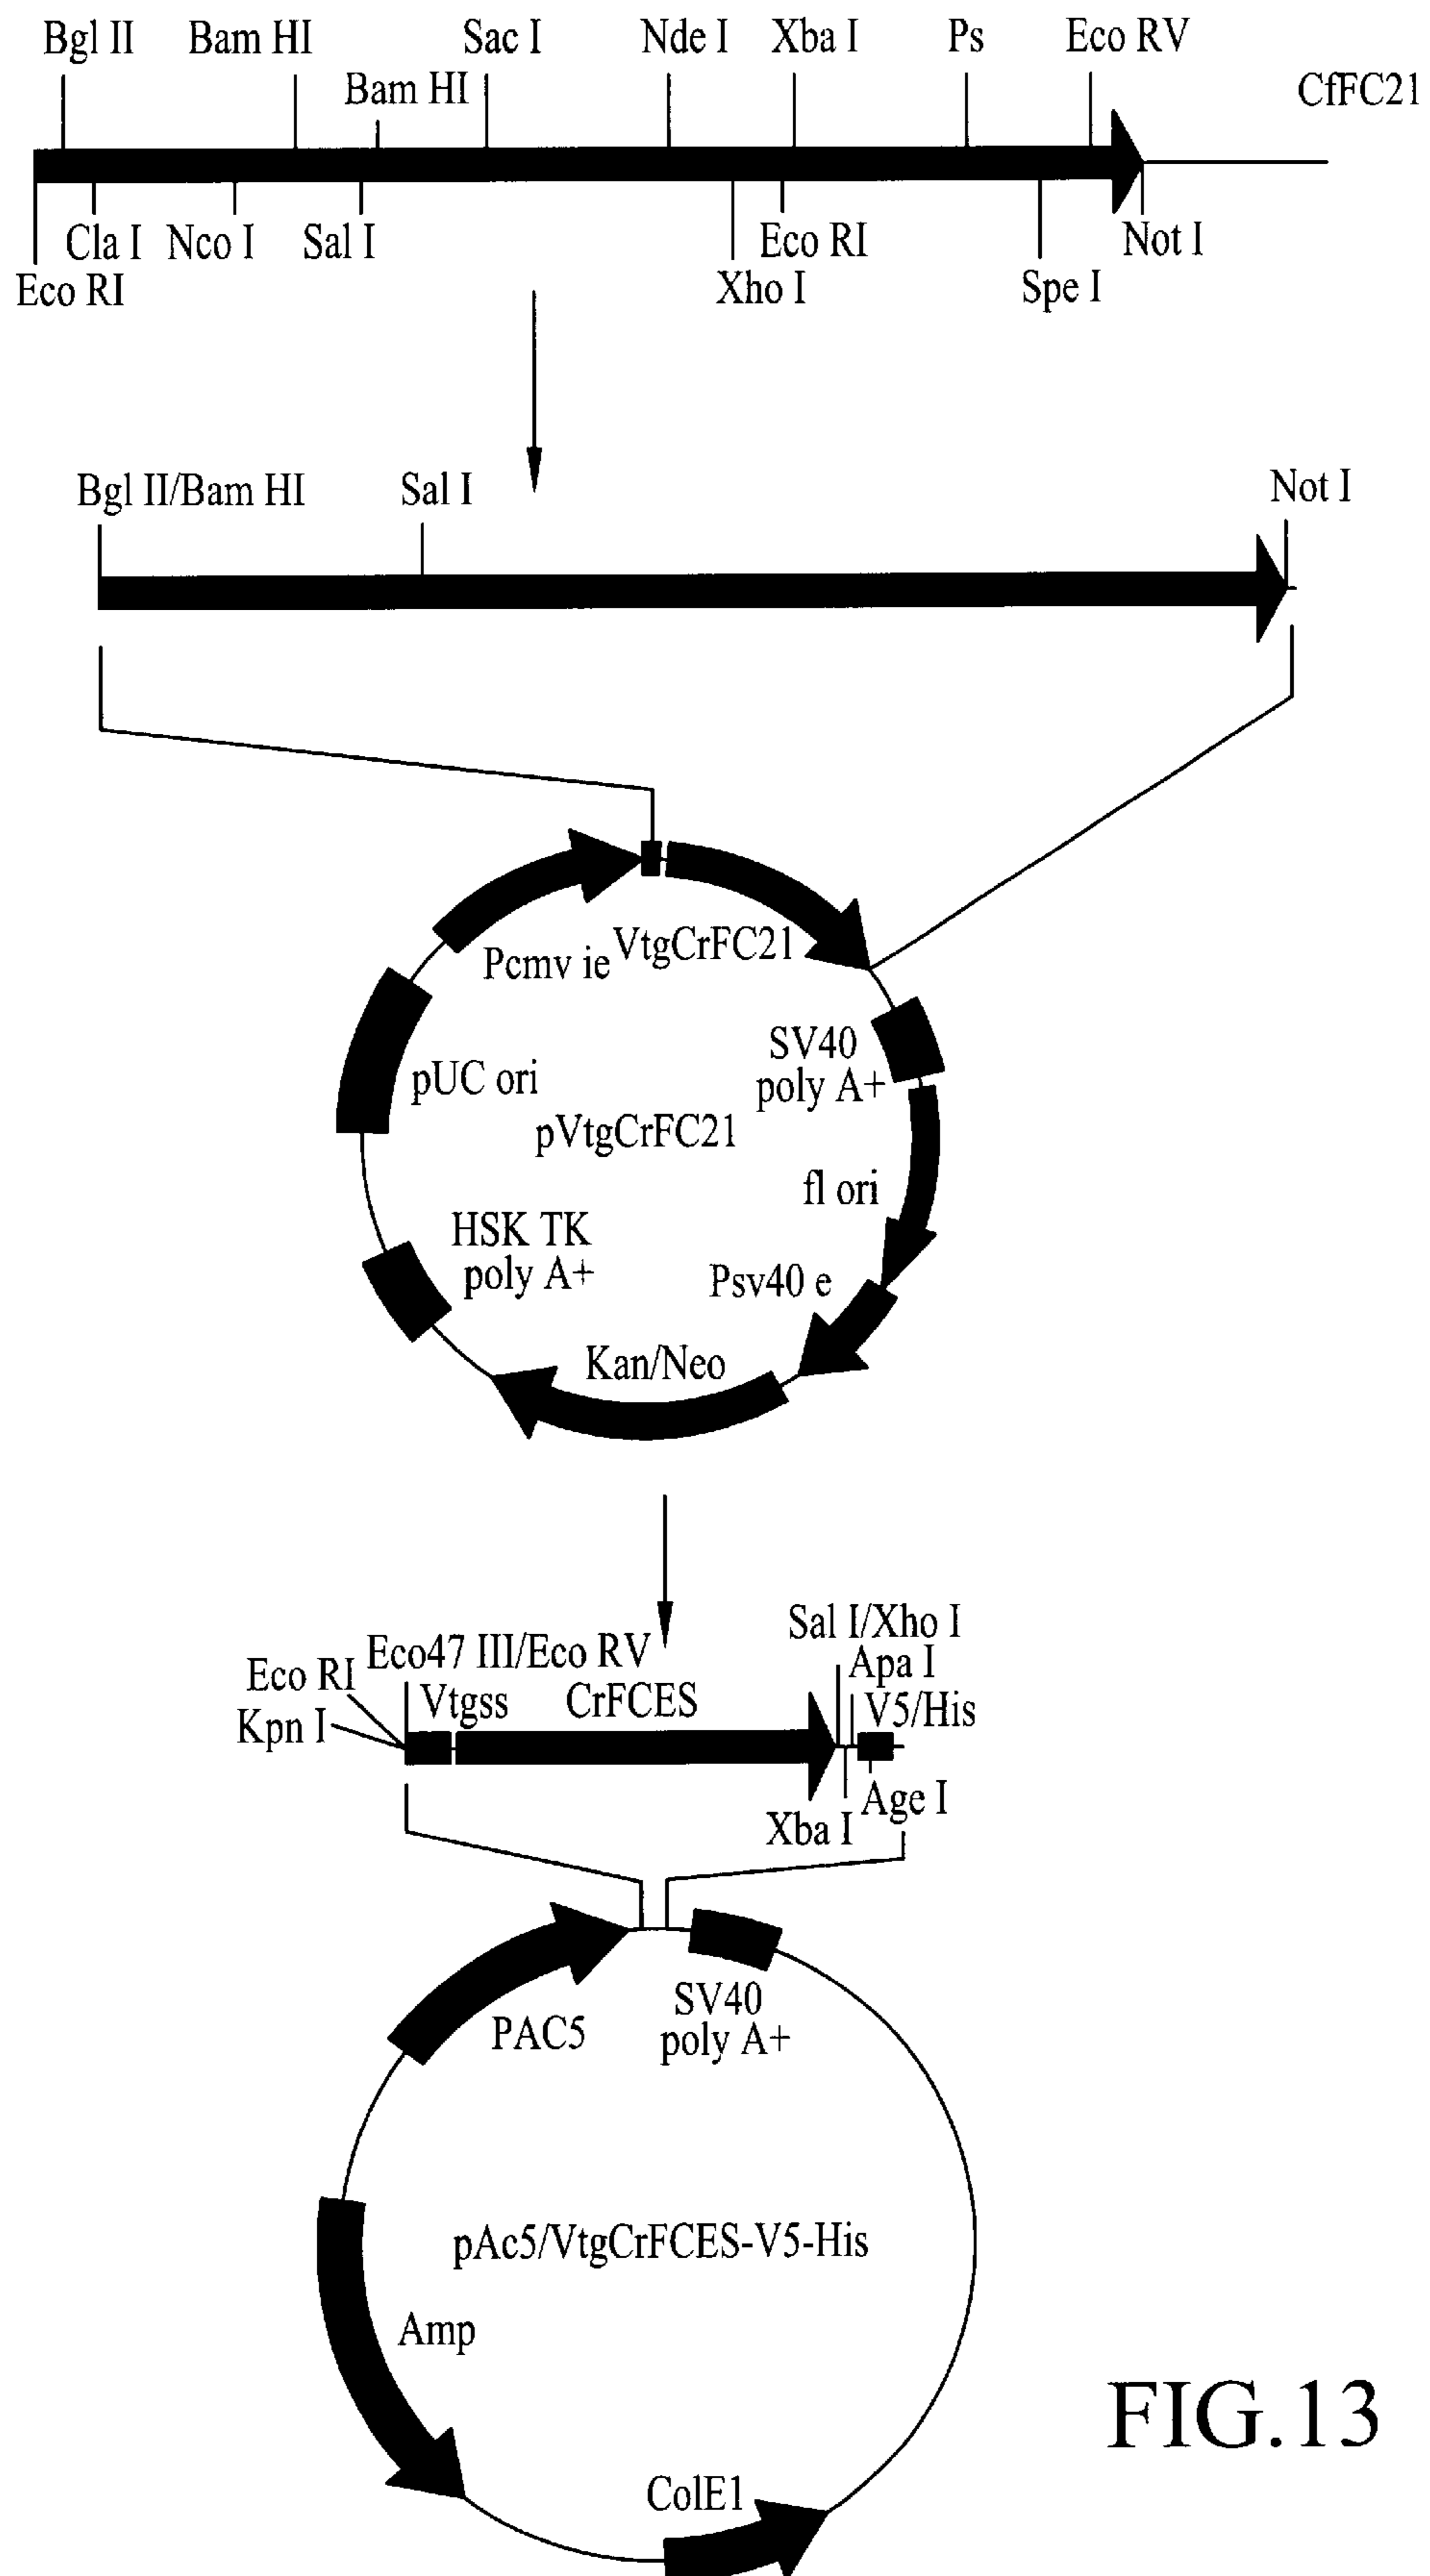 Bgl II Bam HI Sac I Nde I Xba I Ps Eco RV
Bam HI CfFC21
Cla I Nco I Sal I Eco RI Not I
Eco RI Xho I Spe I
Bgl II/Bam HI Sal I Not I
Pcmv ie VtgCrFC21
SV40
poly A+
pUC ori
pVtgCrFC21
fl ori
HSK TK
poly A+
Psv40 e
Kan/Neo
Sal I/Xho I
Eco47 III/Eco RV
Apa I
Eco RI
Vtgss CrFCES V5/His
Kpn I
Age I
Xba I
SV40
poly A+
PAC5
pAc5/VtgCrFCES-V5-His
Amp
ColE1
FIG.13